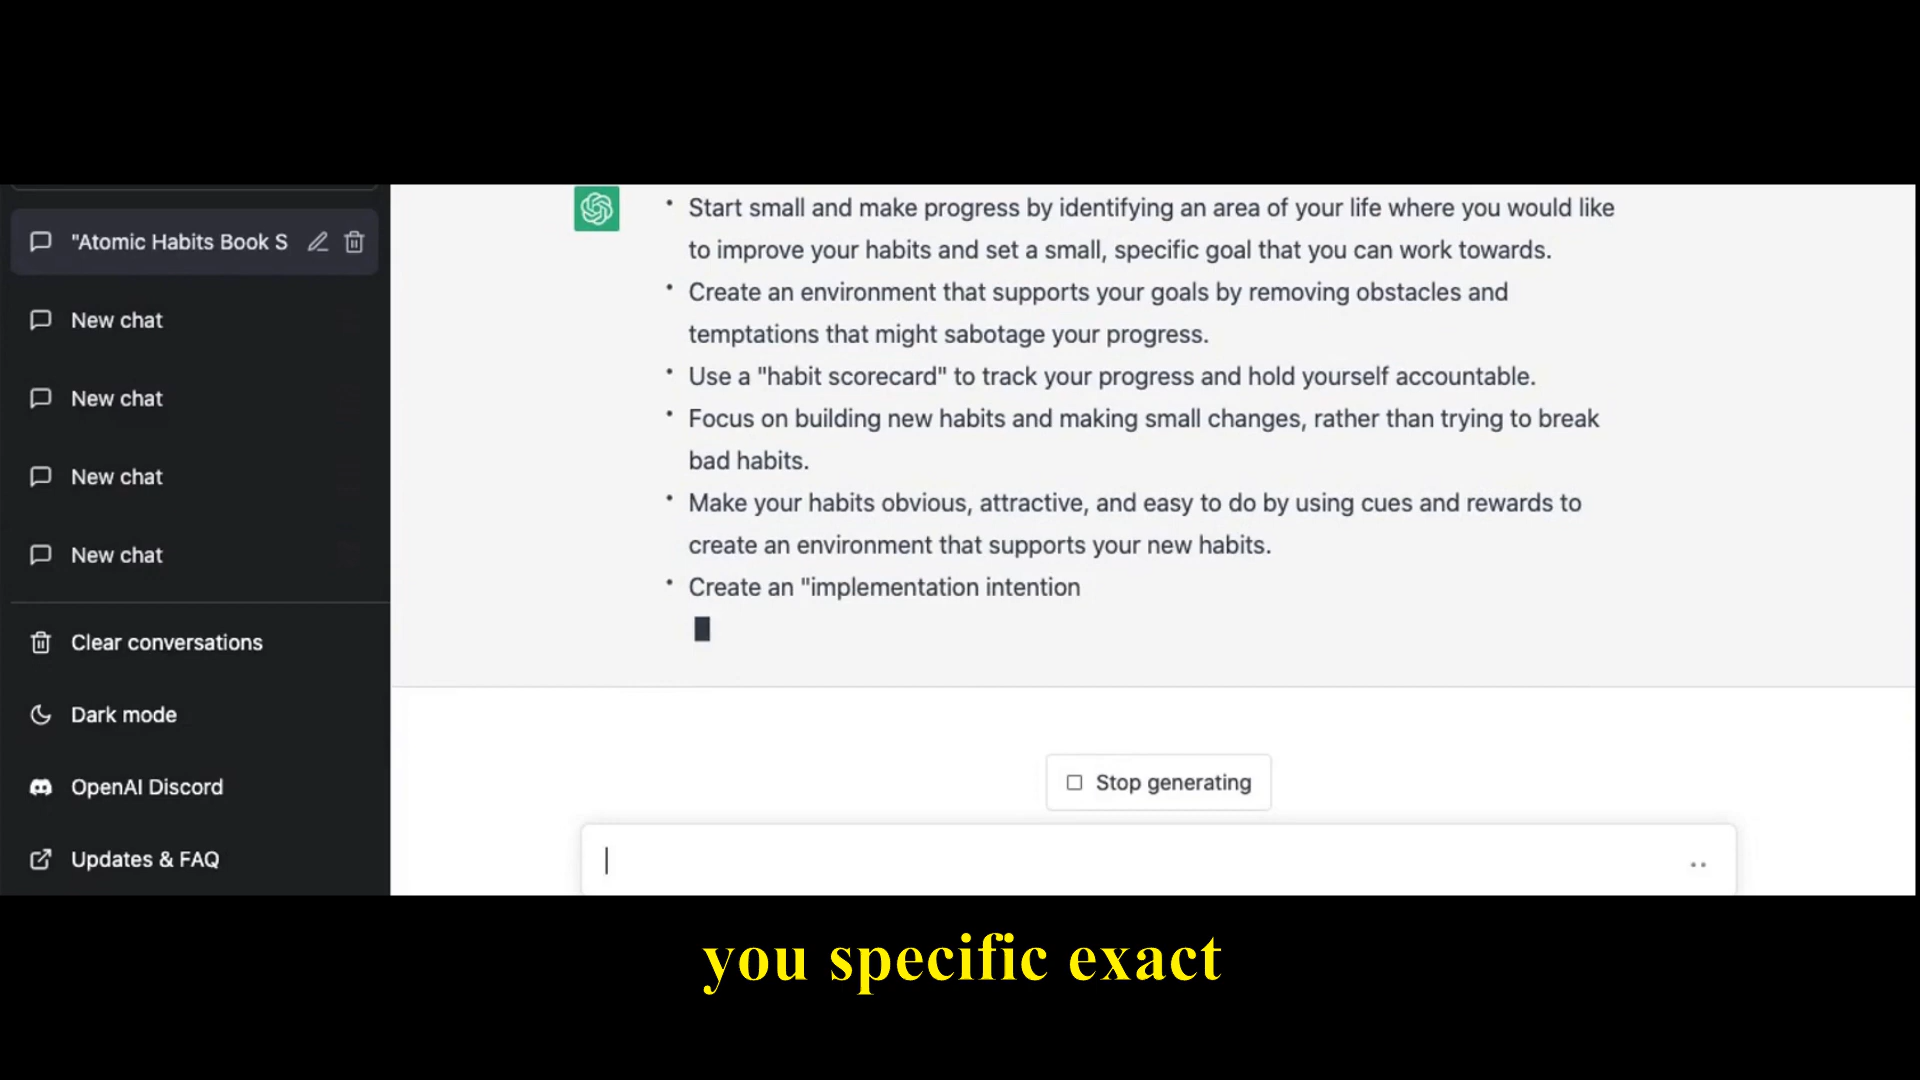 "Atomic Habits Book S
New chat
New chat
New chat
New chat
Clear conversations
Dark mode
OpenAI Discord
Updates & FAQ
• Start small and make progress by identifying an area of your life where you would like
to improve your habits and set a small, specific goal that you can work towards.
• Create an environment that supports your goals by removing obstacles and
temptations that might sabotage your progress.
• Use a "habit scorecard" to track your progress and hold yourself accountable.
• Focus on building new habits and making small changes, rather than trying to break
bad habits.
• Make your habits obvious, attractive, and easy to do by using cues and rewards to
create an environment that supports your new habits.
• Create an "implementation intention
Stop generating
you specific exact